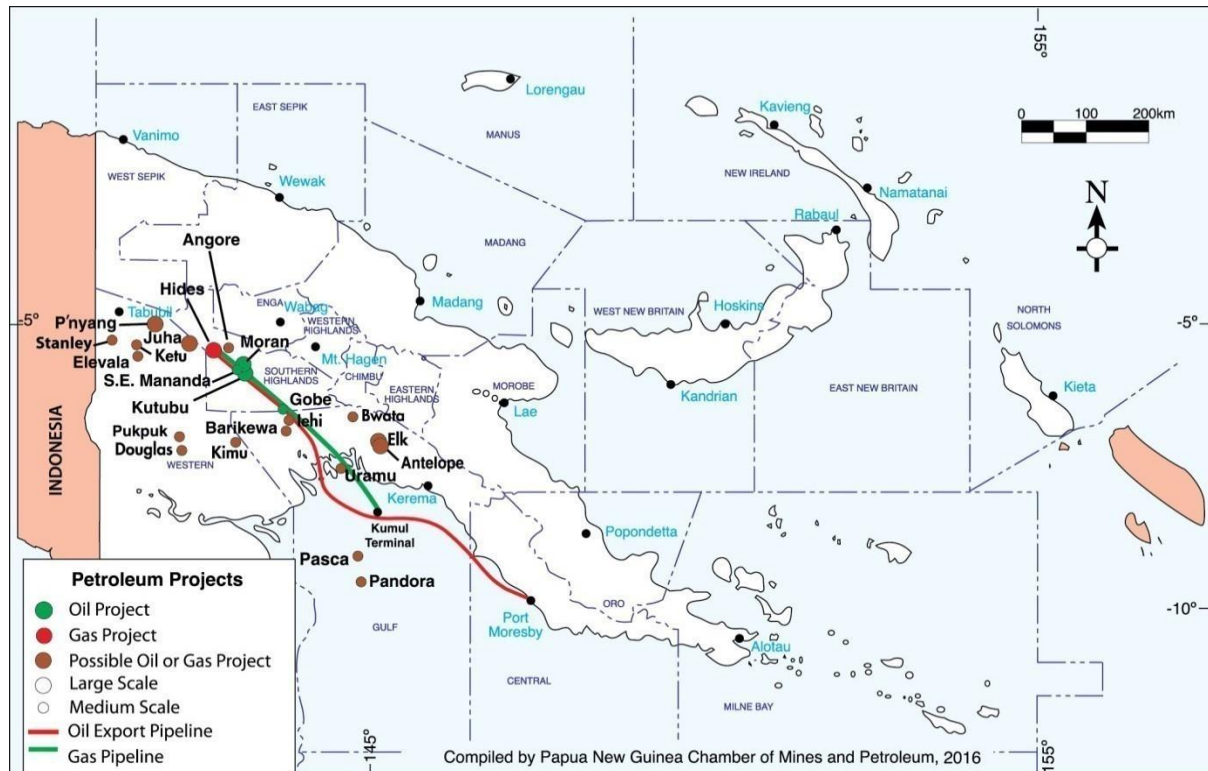 155°
Lorengau
Kavieng
0 100 200km
EAST SEPIK
MANUS
Vanimo
WEST SEPIK
Wewak
NEW IRELAND
Namatanai
N
Rabaul
Angore
MADANG
Hides
ENGA
Wabag
Madang
WEST NEW BRITAIN
Hoskins
NORTH
SOLOMONS
Tabubil
WESTERN
HIGHLANDS
5°
-5°
P'nyang
Juha
Moran
Stanley
Ketu
Mt. Hagen
Elevala
SOUTHERN
HIGHLANDS
CHIMBU
S.E. Mananda
EASTERN
HIGHLANDS
MOROBE
Kandrian
EAST NEW BRITAIN
Kieta
Kutubu
Gobe
Lae
Iehi
Bwata
Barikewa
Pukpuk
Elk
Douglas
Kimu
Antelope
WESTERN
Uramu
INDONESIA
Kerema
Kumul
Terminal
Popondetta
Pasca
Pandora
ORO
-10°
Port
Moresby
GULF
Alotau
CENTRAL
MILNE BAY
Petroleum Projects
Oil Project
Gas Project
Possible Oil or Gas Project
Large Scale
Medium Scale
Oil Export Pipeline
Gas Pipeline
145°
Compiled by Papua New Guinea Chamber of Mines and Petroleum, 2016
155°